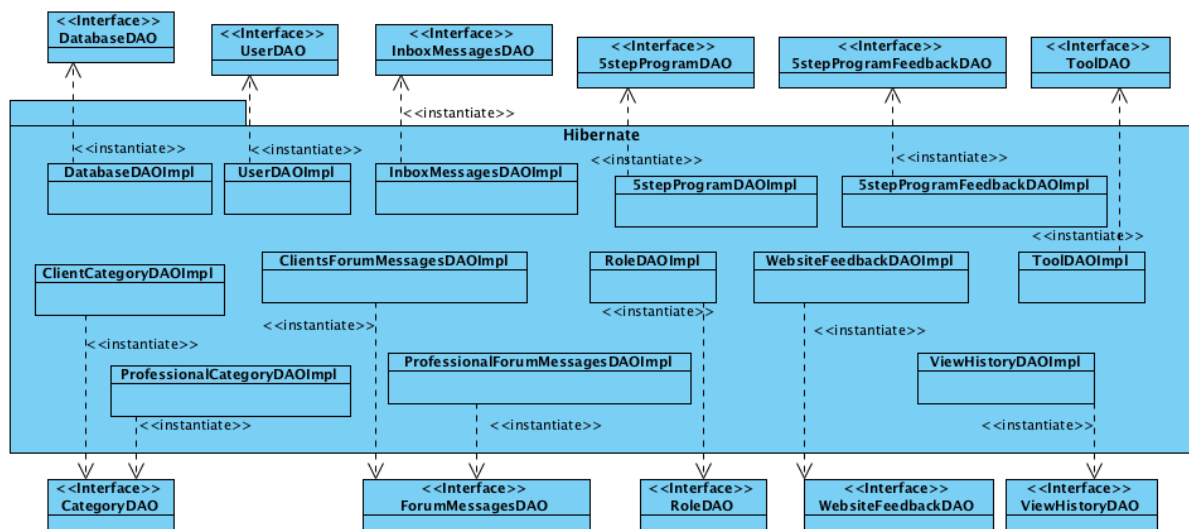 <<Interface>>
DatabaseDAO
<<Interface>>
UserDAO
<<Interface>>
InboxMessagesDAO
<<Interface>>
5stepProgramDAO
<<Interface>>
5stepProgramFeedbackDAO
<<Interface>>
ToolDAO
<<instantiate>>
Hibernate
<<instantiate>>
<<instantiate>>
<<instantiate>>
<<instantiate>>
DatabaseDAOImpl
UserDAOImpl
InboxMessagesDAOImpl
5stepProgramDAOImpl
5stepProgramFeedbackDAOImpl
<<instantiate>>
ClientCategoryDAOImpl
ClientsForumMessagesDAOImpl
RoleDAOImpl
WebsiteFeedbackDAOImpl
ToolDAOImpl
<<instantiate>>
<<instantiate>>
<<instantiate>>
<<instantiate>>
ProfessionalCategoryDAOImpl
ProfessionalForumMessagesDAOImpl
ViewHistoryDAOImpl
<<instantiate>>
<<instantiate>>
<<instantiate>>
<<Interface>>
CategoryDAO
<<Interface>>
ForumMessagesDAO
<<Interface>>
RoleDAO
<<Interface>>
WebsiteFeedbackDAO
<<Interface>>
ViewHistoryDAO